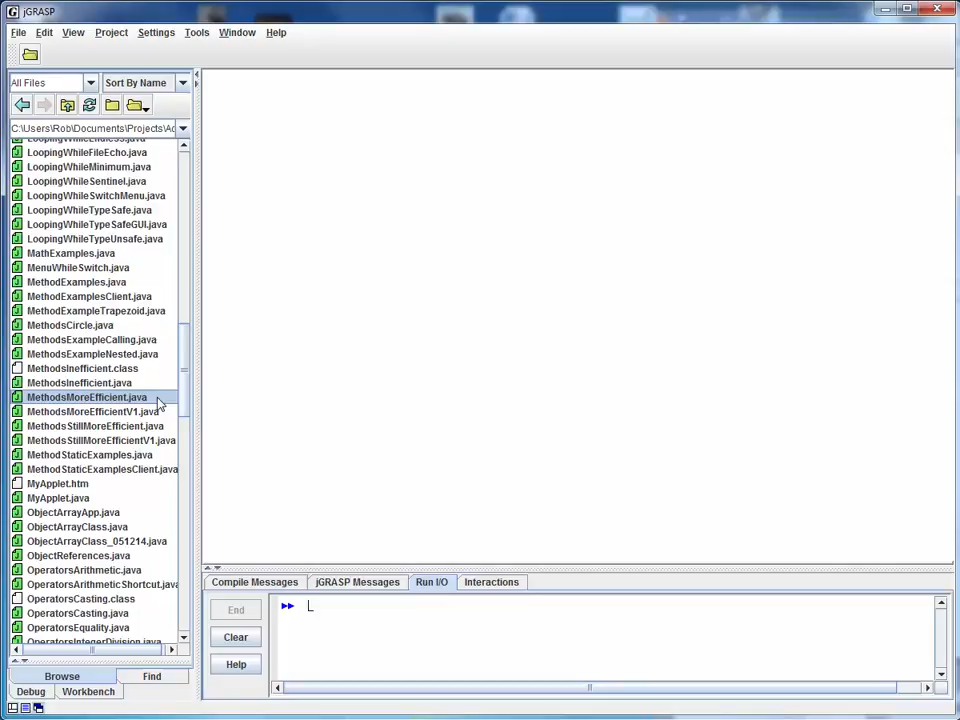 jGRASP
File Edit View Project Settings Tools Window Help
All Files Sort By Name
C:\Users\Rob\Documents\Projects\Ac
LoopingWhileEndless.java
LoopingWhileFileEcho.java
LoopingWhileMinimum.java
LoopingWhileSentinel.java
LoopingWhileSwitchMenu.java
LoopingWhileTypeSafe.java
LoopingWhileTypeSafeGUI.java
LoopingWhileTypeUnsafe.java
MathExamples.java
MenuWhileSwitch.java
MethodExamples.java
MethodExamplesClient.java
MethodExampleTrapezoid.java
MethodsCircle.java
MethodsExampleCalling.java
MethodsExampleNested.java
MethodsInefficient.class
MethodsInefficient.java
MethodsMoreEfficient.java
MethodsMoreEfficientV1.java
MethodsStillMoreEfficient.java
MethodsStillMoreEfficientV1.java
MethodStaticExamples.java
MethodStaticExamplesClient.java
MyApplet.htm
MyApplet.java
ObjectArrayApp.java
ObjectArrayClass.java
ObjectArrayClass_051214.java
ObjectReferences.java
OperatorsArithmetic.java
OperatorsArithmeticShortcut.java
OperatorsCasting.class
OperatorsCasting.java
OperatorsEquality.java
OperatorsIntegerDivision.java
Browse Find
Debug Workbench
Compile Messages jGRASP Messages Run I/O Interactions
End
Clear
Help